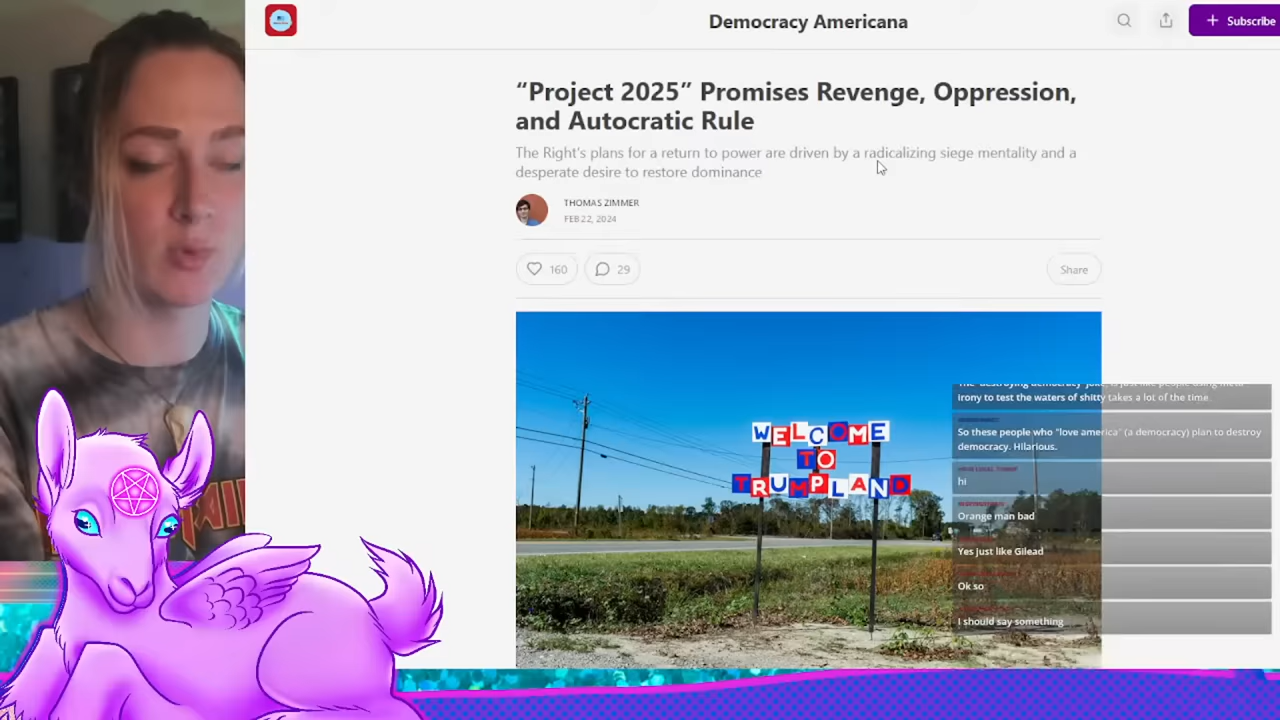 Democracy Americana
Subscribe
“Project 2025” Promises Revenge, Oppression,
and Autocratic Rule
The Right's plans for a return to power are driven by a radicalizing siege mentality and a
desperate desire to restore dominance
THOMAS ZIMMER
FEB 22, 2024
160
29
Share
WELCOME
TO
TRUMPLAND
irony to test the waters of shitty takes a lot of the time.
So these people who "love america" (a democracy) plan to destroy
democracy. Hilarious.
hi
Orange man bad
Yes just like Gilead
Ok so
I should say something